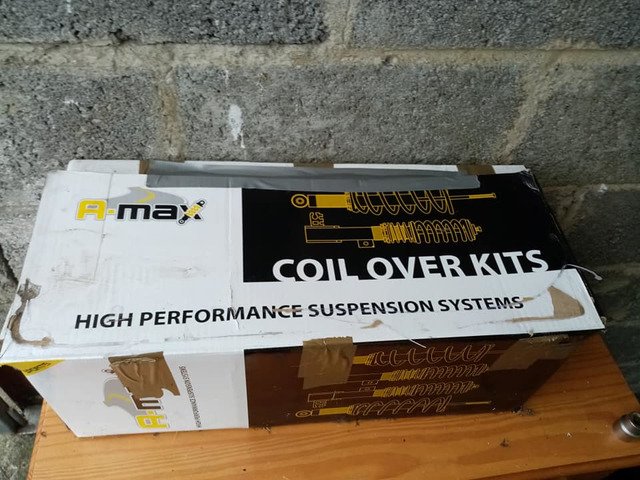 A-max
COIL OVER KITS
HIGH PERFORMANCE SUSPENSION SYSTEMS